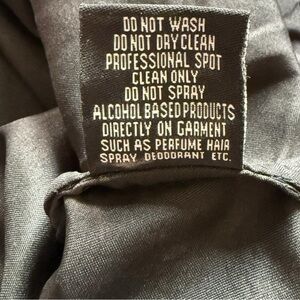 DO NOT WASH
DO NOT DRY CLEAN
PROFESSIONAL SPOT
CLEAN ONLY
DO NOT SPRAY
ALCOHOL BASED PRODUCTS
DIRECTLY ON GARMENT
SUCH AS PERFUME HAIR
SPRAY DEODORANT ETC.